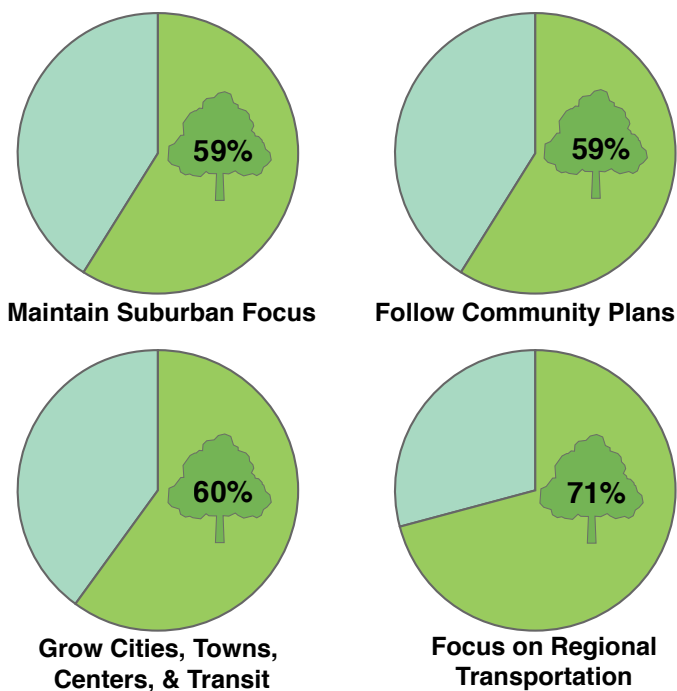 59%
59%
Maintain Suburban Focus
Follow Community Plans
60%
71%
Grow Cities, Towns,
Centers, & Transit
Focus on Regional
Transportation